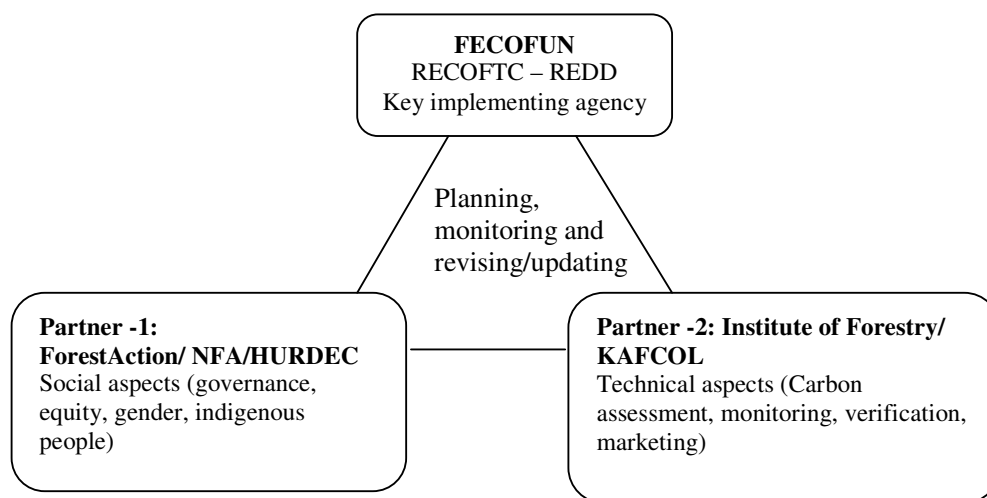 FECOFUN
RECOFTC – REDD
Key implementing agency
Planning,
monitoring and
revising/updating
Partner -1:
ForestAction/ NFA/HURDEC
Social aspects (governance,
equity, gender, indigenous
people)
Partner -2: Institute of Forestry/
KAFCOL
Technical aspects (Carbon
assessment, monitoring, verification,
marketing)